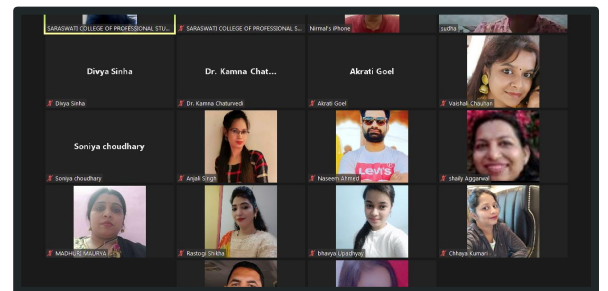 SARASWATI COLLEGE OF PROFESSIONAL STU...
SARASWATI COLLEGE OF PROFESSIONAL S...
Nirmal's iPhone
sudha
Divya Sinha
Dr. Kamna Chat...
Akrati Goel
Divya Sinha
Dr. Kamna Chaturvedi
Akrati Goel
Vaishali Chauhan
Soniya choudhary
LEVI'S
Soniya choudhary
Anjali Singh
Naseem Ahmed
shaily Aggarwal
MADHURI MAURYA
Rastogi Shikha
bhavya Upadhyay
Chhaya Kumari